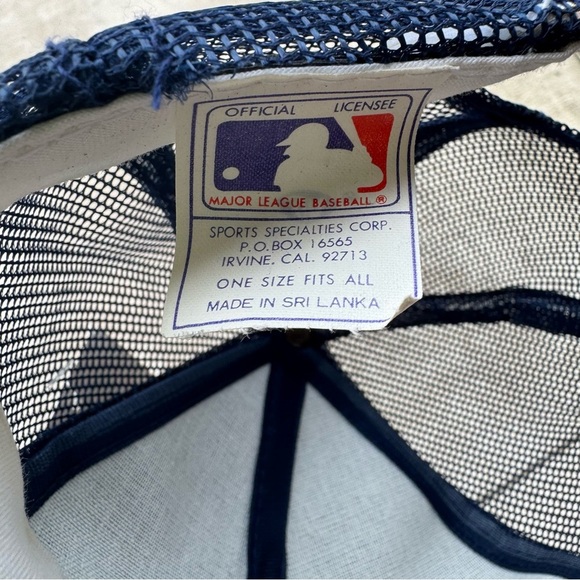 OFFICIAL LICENSEE
MAJOR LEAGUE BASEBALL ®
SPORTS SPECIALTIES CORP.
P.O. BOX 16565
IRVINE, CAL. 92713
ONE SIZE FITS ALL
MADE IN SRI LANKA